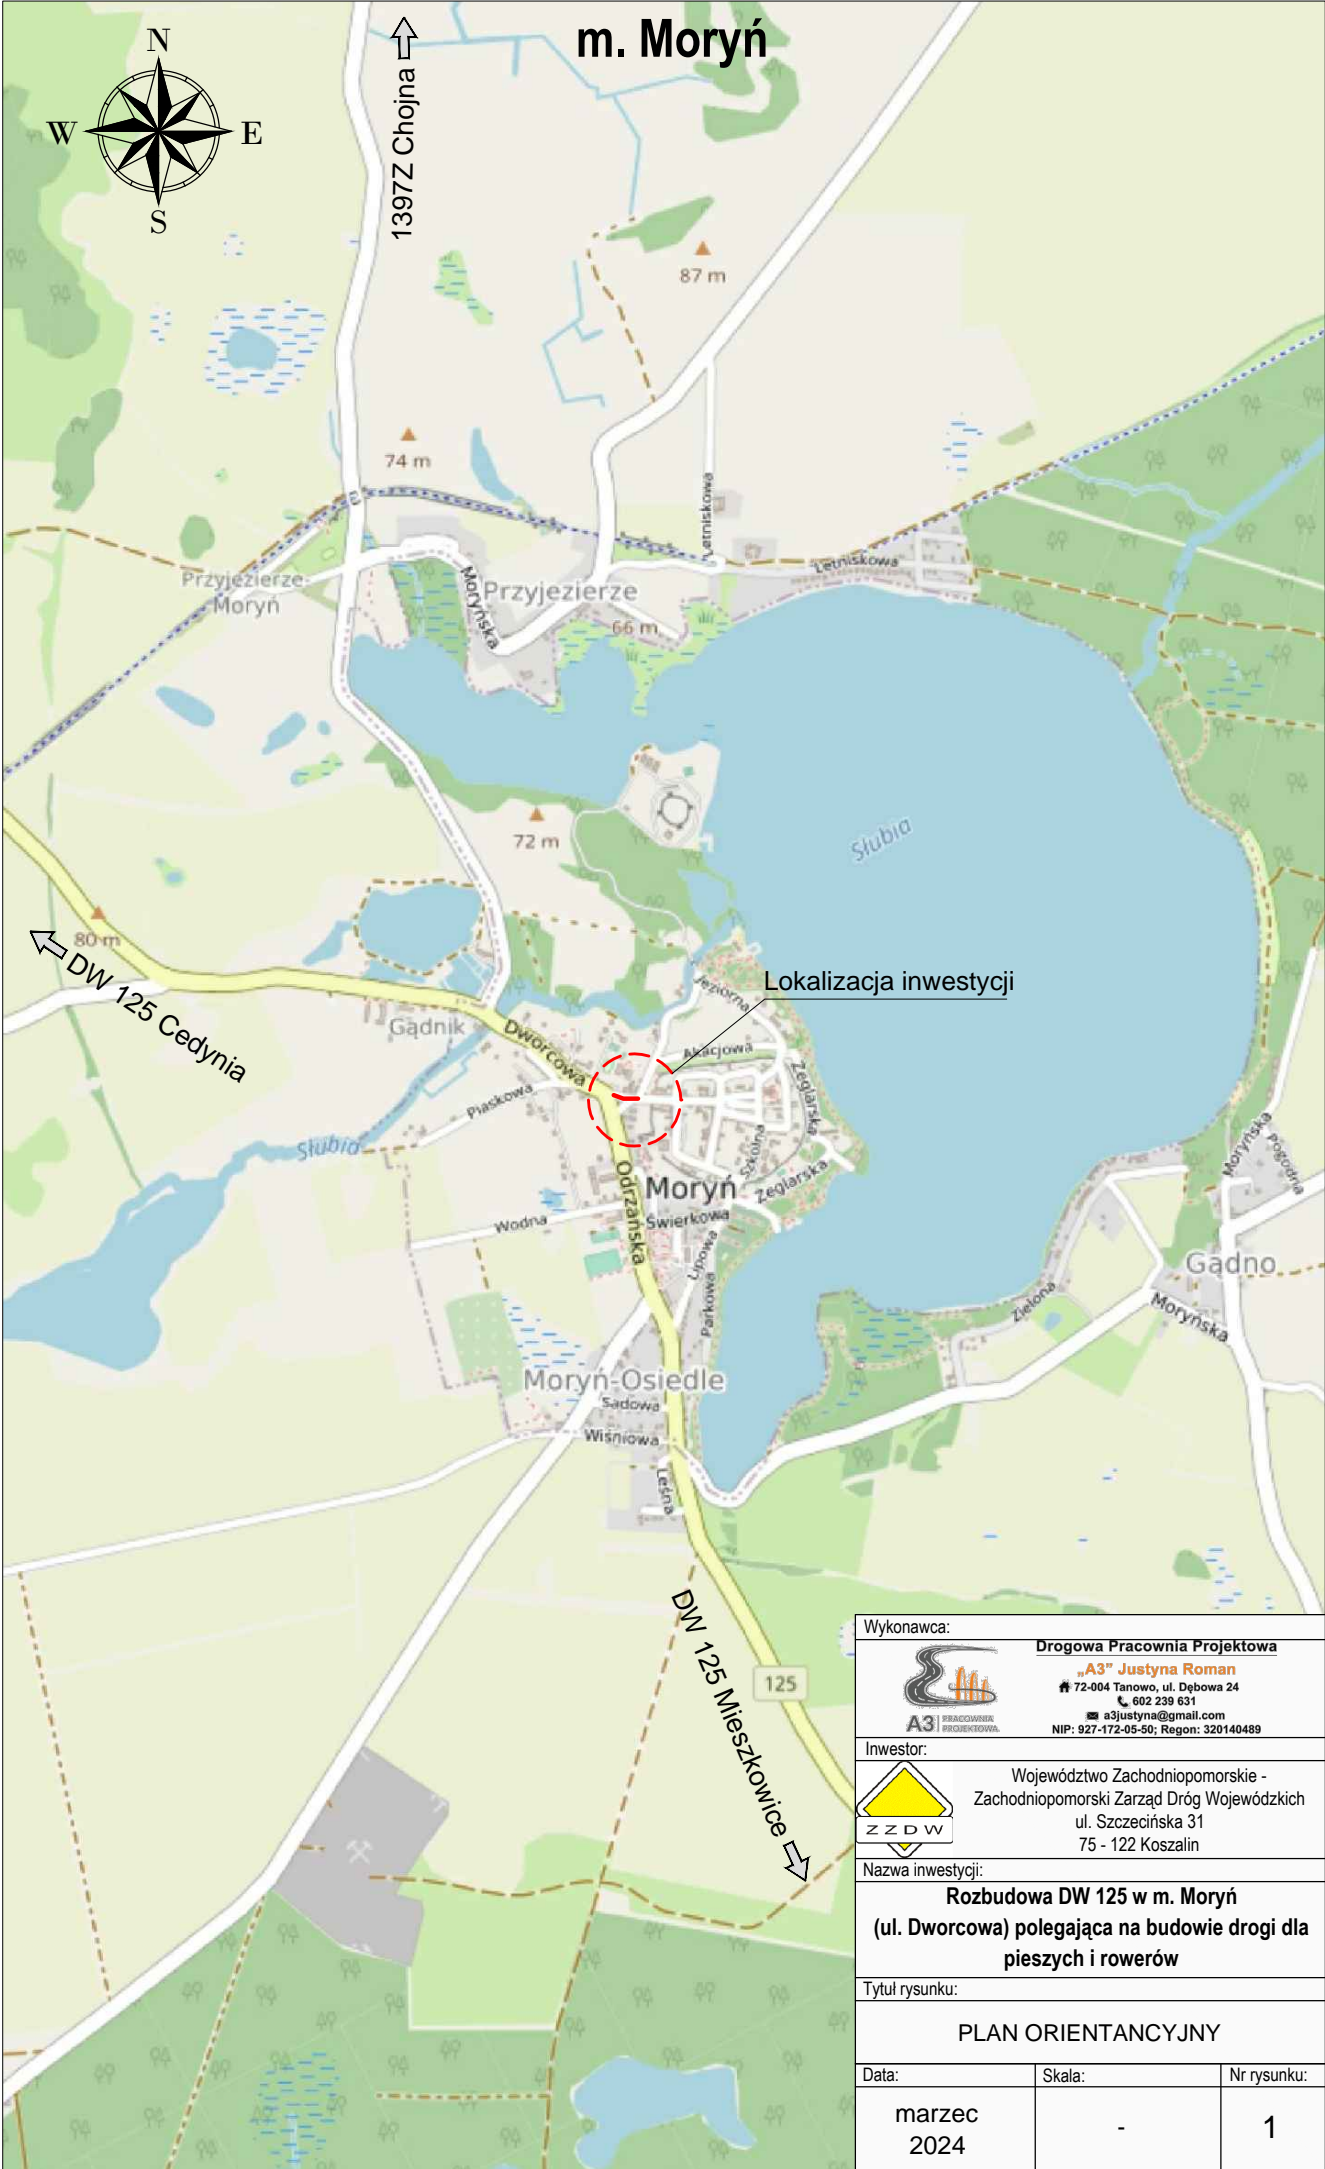 m. Moryń
N
W
E
S
1397Z Chojna
87 m
74 m
Letniskowa
Letniskowa
Przyjezierze-
Moryń
Moryńska
Przyjezierze
66 m
72 m
Słubia
80 m
DW 125 Cedynia
Jeziorna
Lokalizacja inwestycji
Gądnik
Dworcowa
Akacjowa
Żeglarska
Piaskowa
Słubia
Szkolna
Żeglarska
Moryń
Odrzańska
Wodna
Świerkowa
Lipowa
Parkowa
Moryńska
Pogodna
Gądno
Zielona
Moryńska
Moryń-Osiedle
Sadowa
Wiśniowa
Leśna
DW 125 Mieszkowice
125
Wykonawca:
Drogowa Pracownia Projektowa
„A3” Justyna Roman
72-004 Tanowo, ul. Dębowa 24
602 239 631
a3justyna@gmail.com
NIP: 927-172-05-50; Regon: 320140489
A3 PRACOWNIA
PROJEKTOWA
Inwestor:
Województwo Zachodniopomorskie -
Zachodniopomorski Zarząd Dróg Wojewódzkich
ul. Szczecińska 31
75 - 122 Koszalin
ZZDW
Nazwa inwestycji:
Rozbudowa DW 125 w m. Moryń
(ul. Dworcowa) polegająca na budowie drogi dla
pieszych i rowerów
Tytuł rysunku:
PLAN ORIENTANCYJNY
Data:
Skala:
Nr rysunku:
marzec
2024
-
1